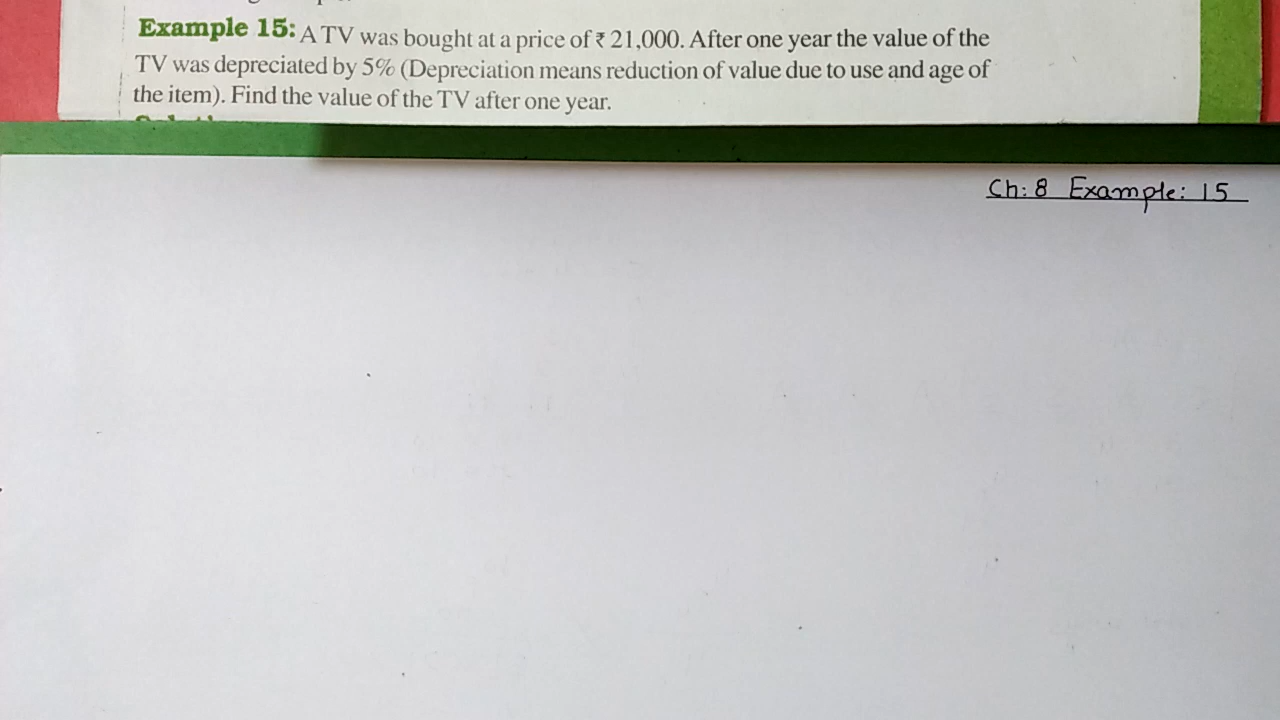 Example 15: A TV was bought at a price of ₹ 21,000. After one year the value of the
TV was depreciated by 5% (Depreciation means reduction of value due to use and age of
the item). Find the value of the TV after one year.
Ch: 8 Example: 15